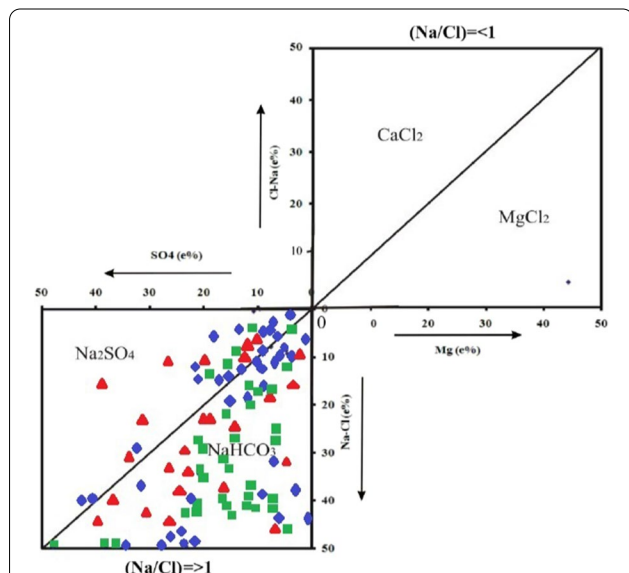 (Na/Cl)=<1
50
40
30
20
10
CaCl₂
MgCl₂
Cl-Na (e%)
SO4 (e%)
50 40 30 20 10 0
0 0 20 30 40 50
Mg (e%)
Na₂SO₄
NaHCO₃
10
20
30
40
50
Na-Cl (e%)
(Na/Cl)=>1